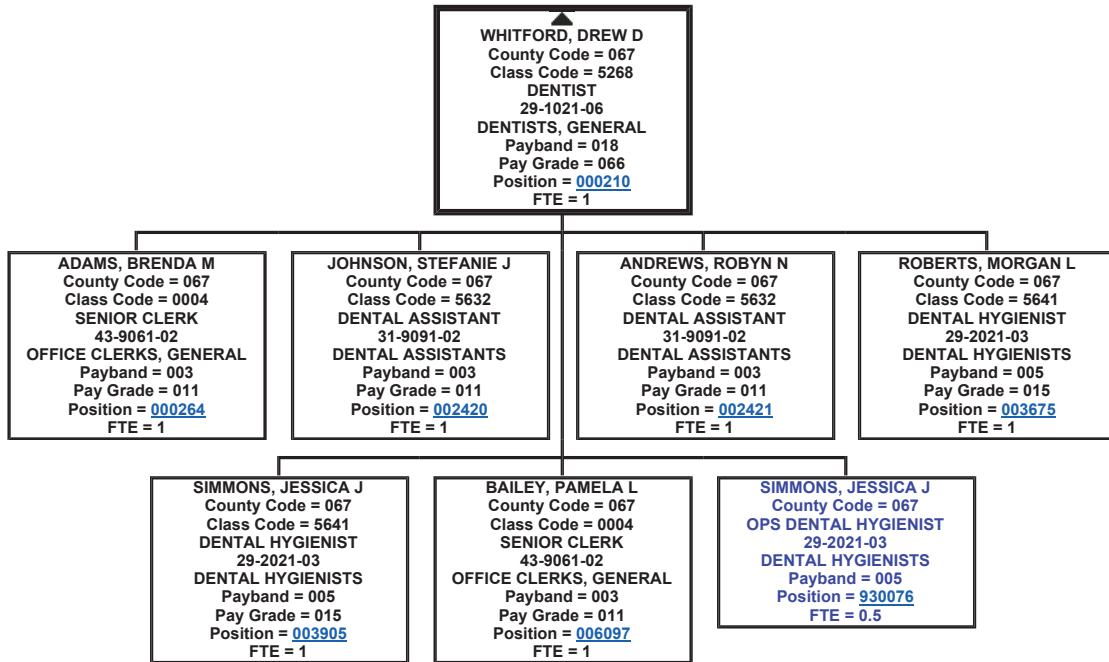 WHITFORD, DREW D
County Code = 067
Class Code = 5268
DENTIST
29-1021-06
DENTISTS, GENERAL
Payband = 018
Pay Grade = 066
Position = 000210
FTE = 1
ADAMS, BRENDA M
County Code = 067
Class Code = 0004
SENIOR CLERK
43-9061-02
OFFICE CLERKS, GENERAL
Payband = 003
Pay Grade = 011
Position = 000264
FTE = 1
JOHNSON, STEFANIE J
County Code = 067
Class Code = 5632
DENTAL ASSISTANT
31-9091-02
DENTAL ASSISTANTS
Payband = 003
Pay Grade = 011
Position = 002420
FTE = 1
ANDREWS, ROBYN N
County Code = 067
Class Code = 5632
DENTAL ASSISTANT
31-9091-02
DENTAL ASSISTANTS
Payband = 003
Pay Grade = 011
Position = 002421
FTE = 1
ROBERTS, MORGAN L
County Code = 067
Class Code = 5641
DENTAL HYGIENIST
29-2021-03
DENTAL HYGIENISTS
Payband = 005
Pay Grade = 015
Position = 003675
FTE = 1
SIMMONS, JESSICA J
County Code = 067
Class Code = 5641
DENTAL HYGIENIST
29-2021-03
DENTAL HYGIENISTS
Payband = 005
Pay Grade = 015
Position = 003905
FTE = 1
BAILEY, PAMELA L
County Code = 067
Class Code = 0004
SENIOR CLERK
43-9061-02
OFFICE CLERKS, GENERAL
Payband = 003
Pay Grade = 011
Position = 006097
FTE = 1
SIMMONS, JESSICA J
County Code = 067
OPS DENTAL HYGIENIST
29-2021-03
DENTAL HYGIENISTS
Payband = 005
Position = 930076
FTE = 0.5